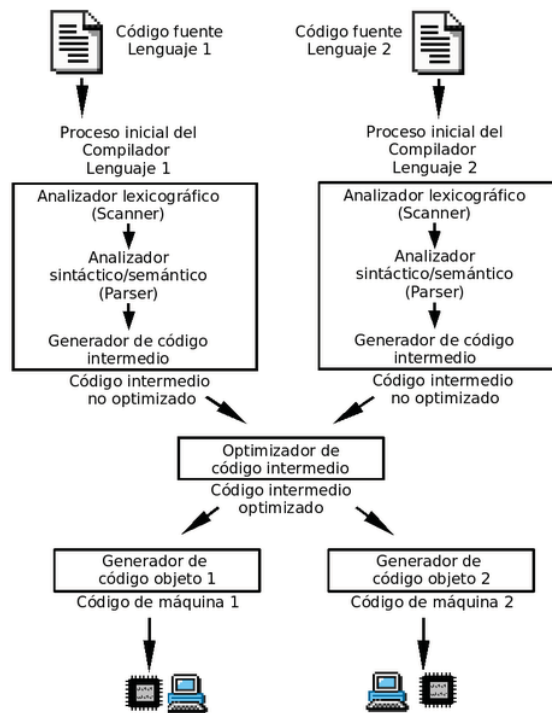 Código fuente
Lenguaje 1
Código fuente
Lenguaje 2
Proceso inicial del
Compilador
Lenguaje 1
Proceso inicial del
Compilador
Lenguaje 2
Analizador lexicográfico
(Scanner)
Analizador
sintáctico/semántico
(Parser)
Generador de código
intermedio
Analizador lexicográfico
(Scanner)
Analizador
sintáctico/semántico
(Parser)
Generador de código
intermedio
Código intermedio
no optimizado
Código intermedio
no optimizado
Optimizador de
código intermedio
Código intermedio
optimizado
Generador de
código objeto 1
Generador de
código objeto 2
Código de máquina 1
Código de máquina 2